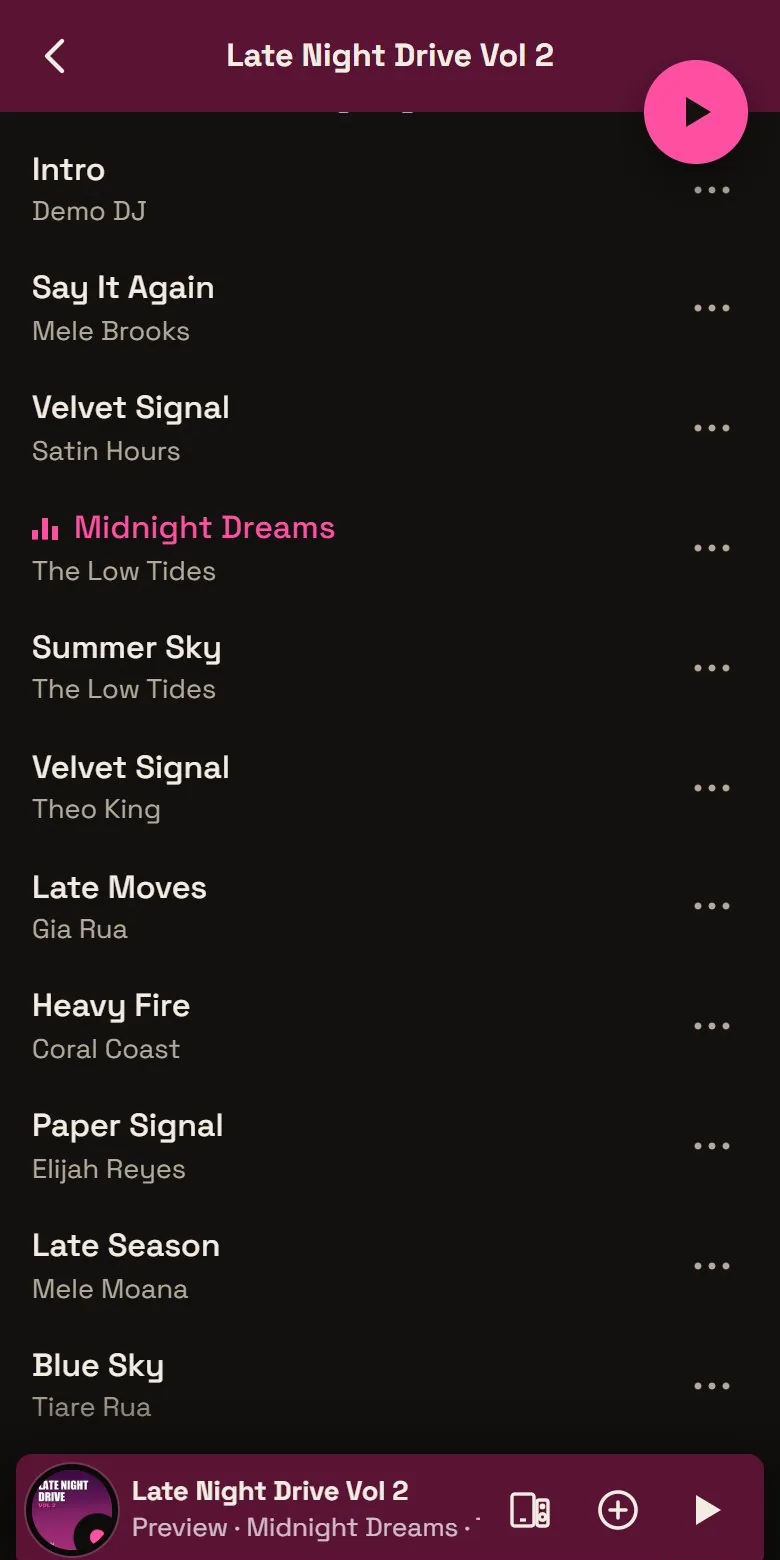 Late Night Drive Vol 2
Intro
Demo DJ
Say It Again
Mele Brooks
Velvet Signal
Satin Hours
Midnight Dreams
The Low Tides
Summer Sky
The Low Tides
Velvet Signal
Theo King
Late Moves
Gia Rua
Heavy Fire
Coral Coast
Paper Signal
Elijah Reyes
Late Season
Mele Moana
Blue Sky
Tiare Rua
LATE NIGHT
DRIVE
VOL 2
Late Night Drive Vol 2
Preview · Midnight Dreams ·